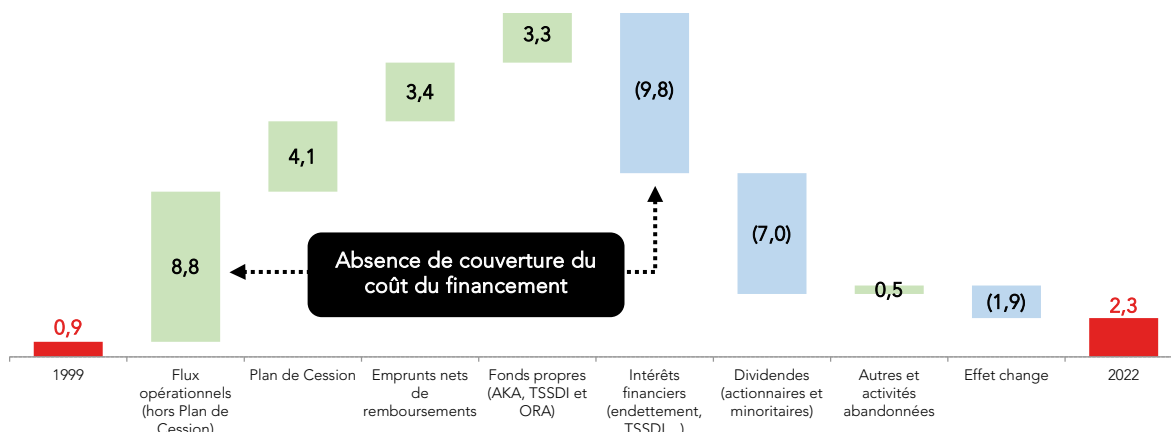 3,3
(9,8)
3,4
4,1
8,8
Absence de couverture du
coût du financement
(7,0)
0,5
(1,9)
0,9
2,3
1999
Flux
opérationnels
(hors Plan de
Cession)
Plan de Cession
Emprunts nets
de
remboursements
Fonds propres
(AKA, TSSDI et
ORA)
Intérêts
financiers
(endettement,
TSSDI…)
Dividendes
(actionnaires et
minoritaires)
Autres et
activités
abandonnées
Effet change
2022